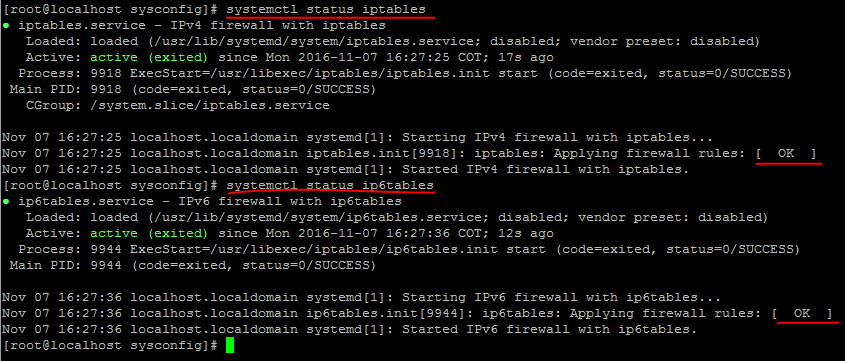 [root@localhost sysconfig]# systemctl status iptables
● iptables.service - IPv4 firewall with iptables
   Loaded: loaded (/usr/lib/systemd/system/iptables.service; disabled; vendor preset: disabled)
   Active: active (exited) since Mon 2016-11-07 16:27:25 COT; 17s ago
  Process: 9918 ExecStart=/usr/libexec/iptables/iptables.init start (code=exited, status=0/SUCCESS)
 Main PID: 9918 (code=exited, status=0/SUCCESS)
   CGroup: /system.slice/iptables.service
Nov 07 16:27:25 localhost.localdomain systemd[1]: Starting IPv4 firewall with iptables...
Nov 07 16:27:25 localhost.localdomain iptables.init[9918]: iptables: Applying firewall rules: [  OK  ]
Nov 07 16:27:25 localhost.localdomain systemd[1]: Started IPv4 firewall with iptables.
[root@localhost sysconfig]# systemctl status ip6tables
● ip6tables.service - IPv6 firewall with ip6tables
   Loaded: loaded (/usr/lib/systemd/system/ip6tables.service; disabled; vendor preset: disabled)
   Active: active (exited) since Mon 2016-11-07 16:27:36 COT; 12s ago
  Process: 9944 ExecStart=/usr/libexec/iptables/ip6tables.init start (code=exited, status=0/SUCCESS)
 Main PID: 9944 (code=exited, status=0/SUCCESS)
Nov 07 16:27:36 localhost.localdomain systemd[1]: Starting IPv6 firewall with ip6tables...
Nov 07 16:27:36 localhost.localdomain ip6tables.init[9944]: ip6tables: Applying firewall rules: [  OK  ]
Nov 07 16:27:36 localhost.localdomain systemd[1]: Started IPv6 firewall with ip6tables.
[root@localhost sysconfig]#